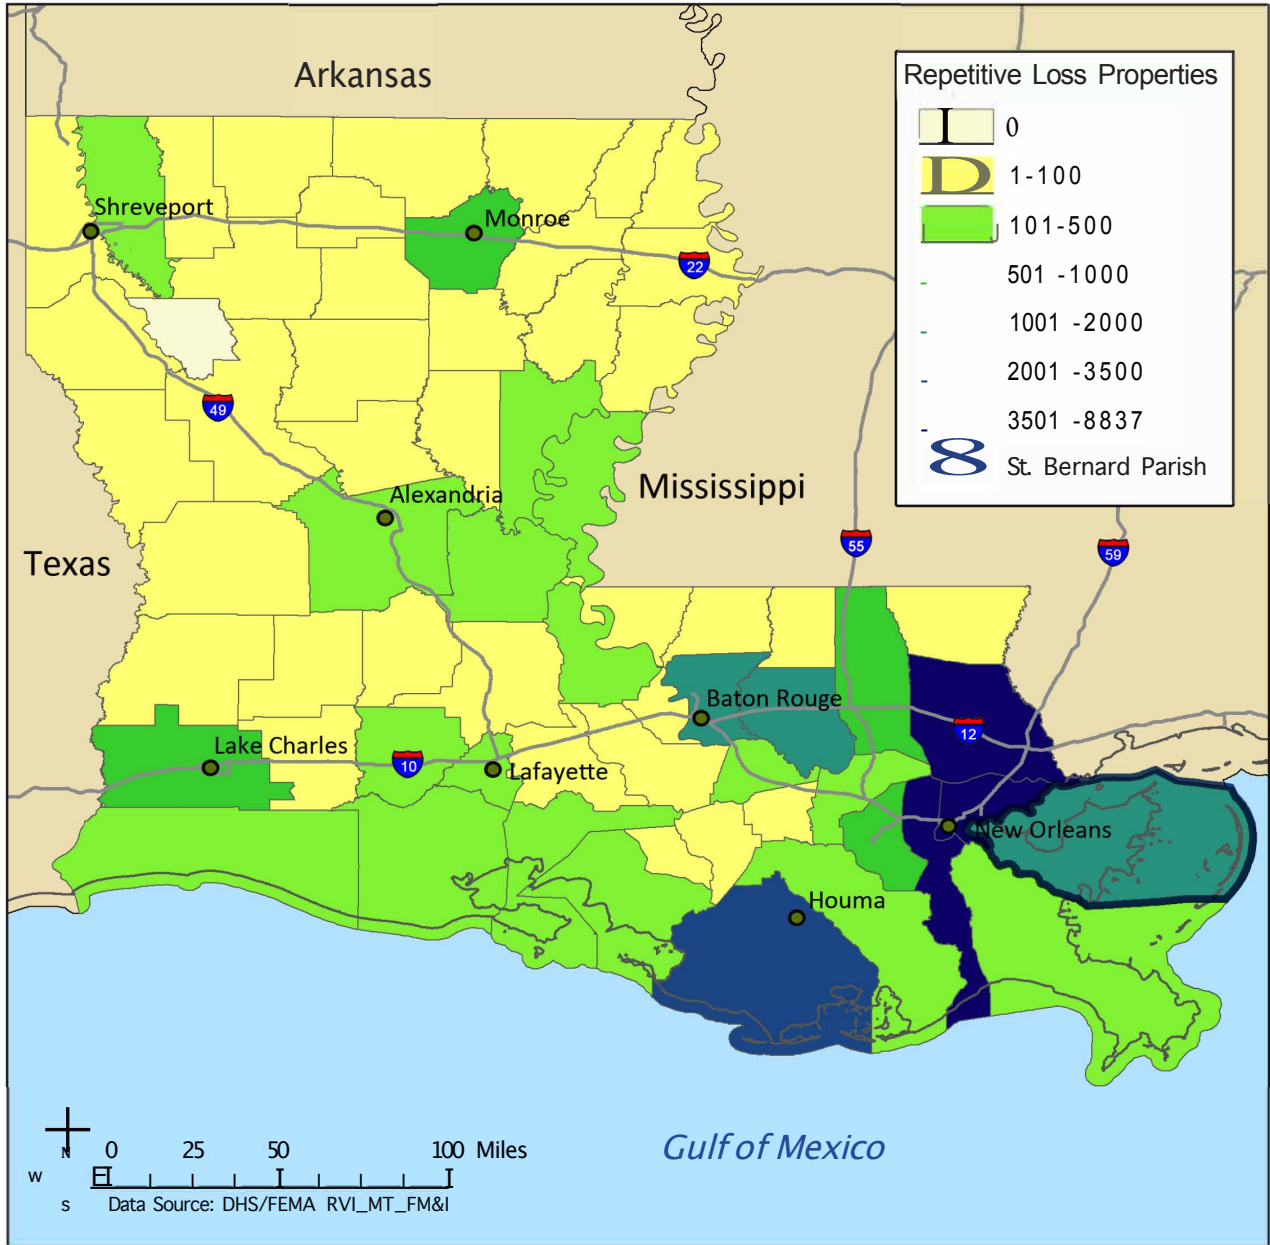 Arkansas
Repetitive Loss Properties
I 0
D 1-100
101-500
501 -1000
1001 -2000
2001 -3500
3501 -8837
8 St. Bernard Parish
Shreveport
Monroe
22
49
Alexandria
Mississippi
Texas
55
59
Baton Rouge
12
Lake Charles
10
Lafayette
New Orleans
Houma
Gulf of Mexico
N 0 25 50 100 Miles
w
s Data Source: DHS/FEMA RVI_MT_FM&I